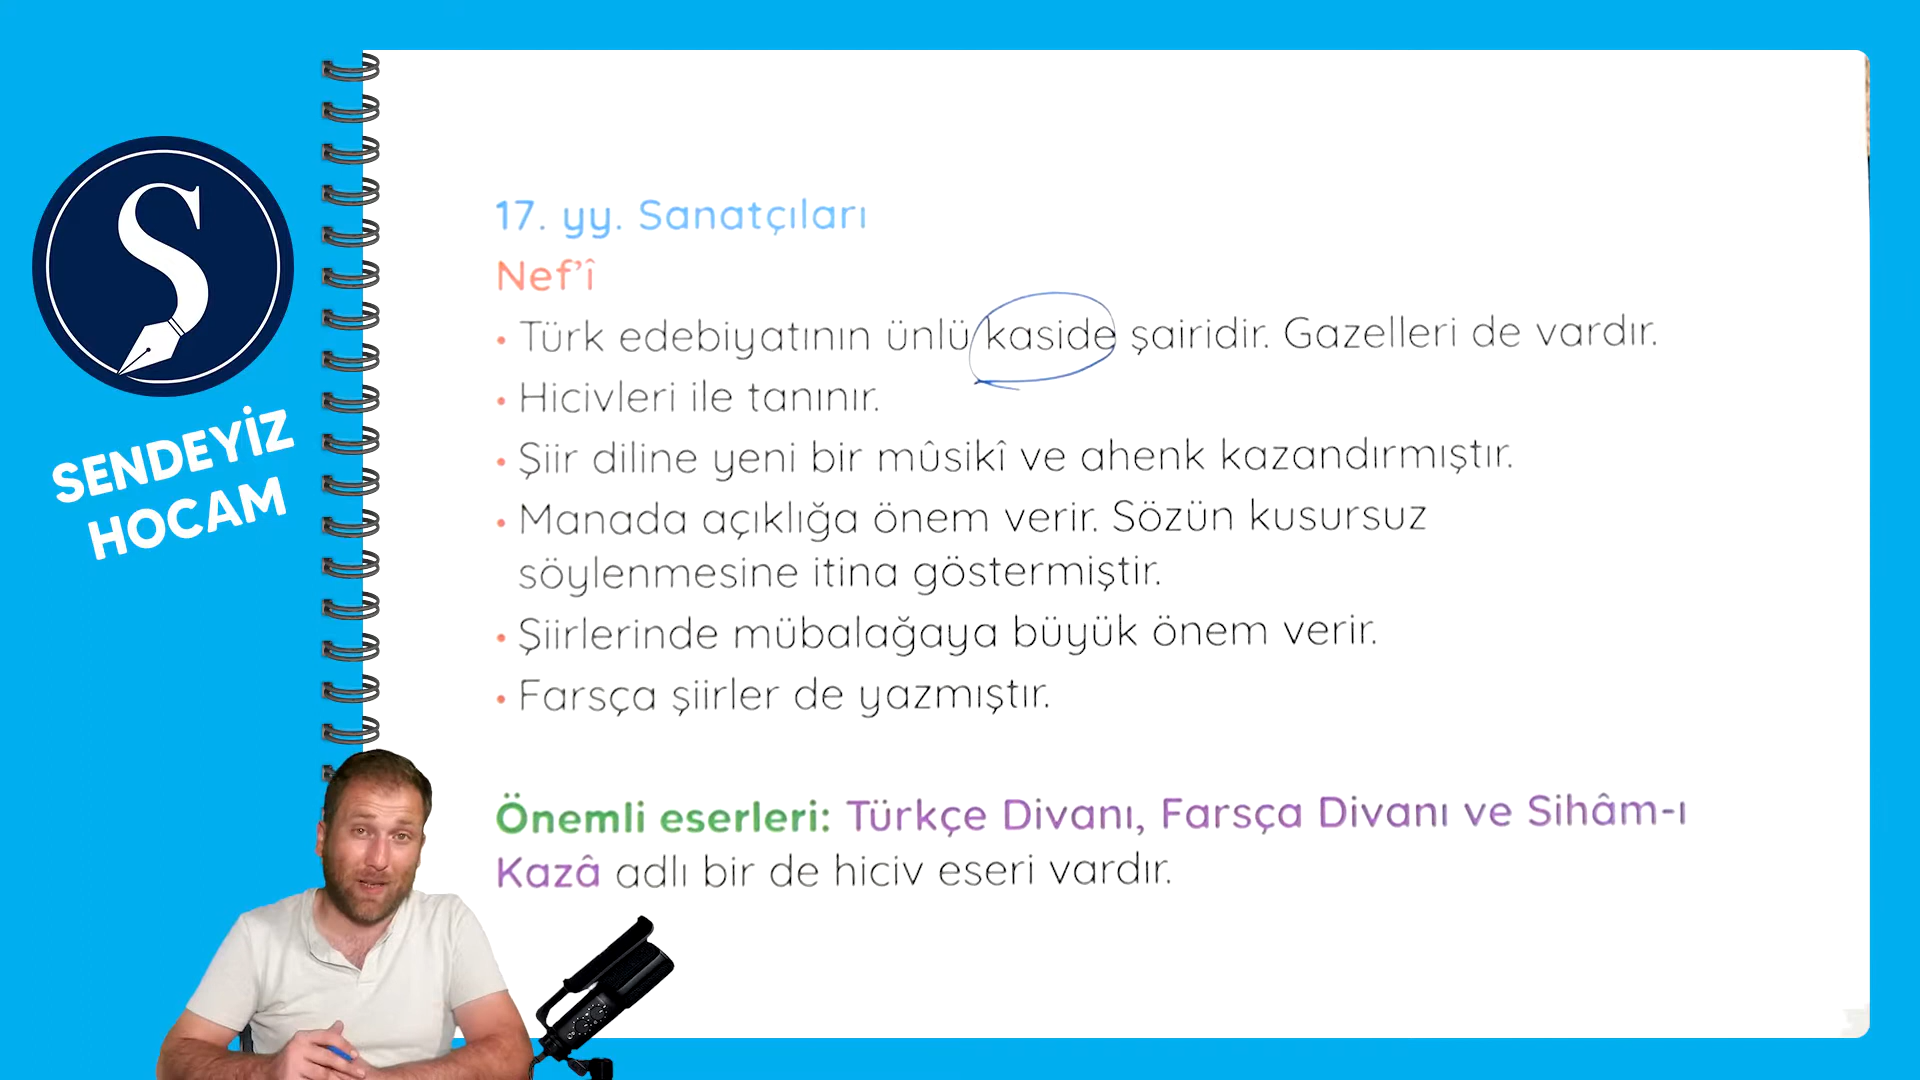 S
SENDEYİZ
HOCAM
17. yy. Sanatçıları
Nef'î
• Türk edebiyatının ünlü kaside şairidir. Gazelleri de vardır.
• Hicivleri ile tanınır.
• Şiir diline yeni bir mûsikî ve ahenk kazandırmıştır.
• Manada açıklığa önem verir. Sözün kusursuz
söylenmesine itina göstermiştir.
• Şiirlerinde mübalağaya büyük önem verir.
• Farsça şiirler de yazmıştır.
Önemli eserleri: Türkçe Divanı, Farsça Divanı ve Sihâm-ı
Kazâ adlı bir de hiciv eseri vardır.